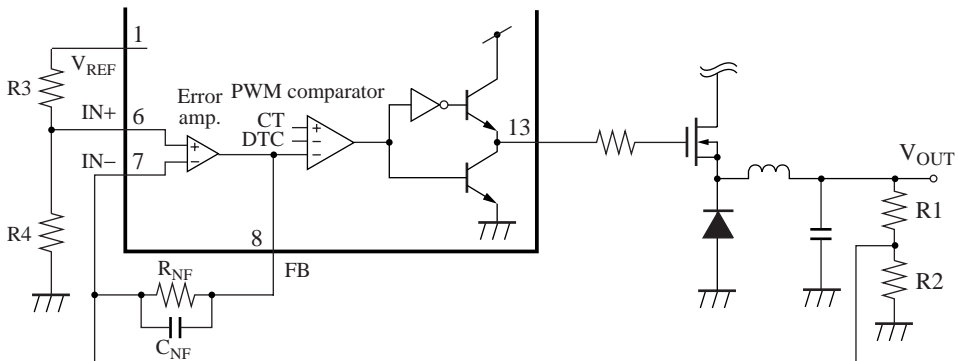 1
V_REF
R3
Error amp.
PWM comparator
IN+
6
CT
DTC
13
IN−
7
V_OUT
R4
8
R1
FB
R_NF
R2
C_NF
+
−
+
−
−